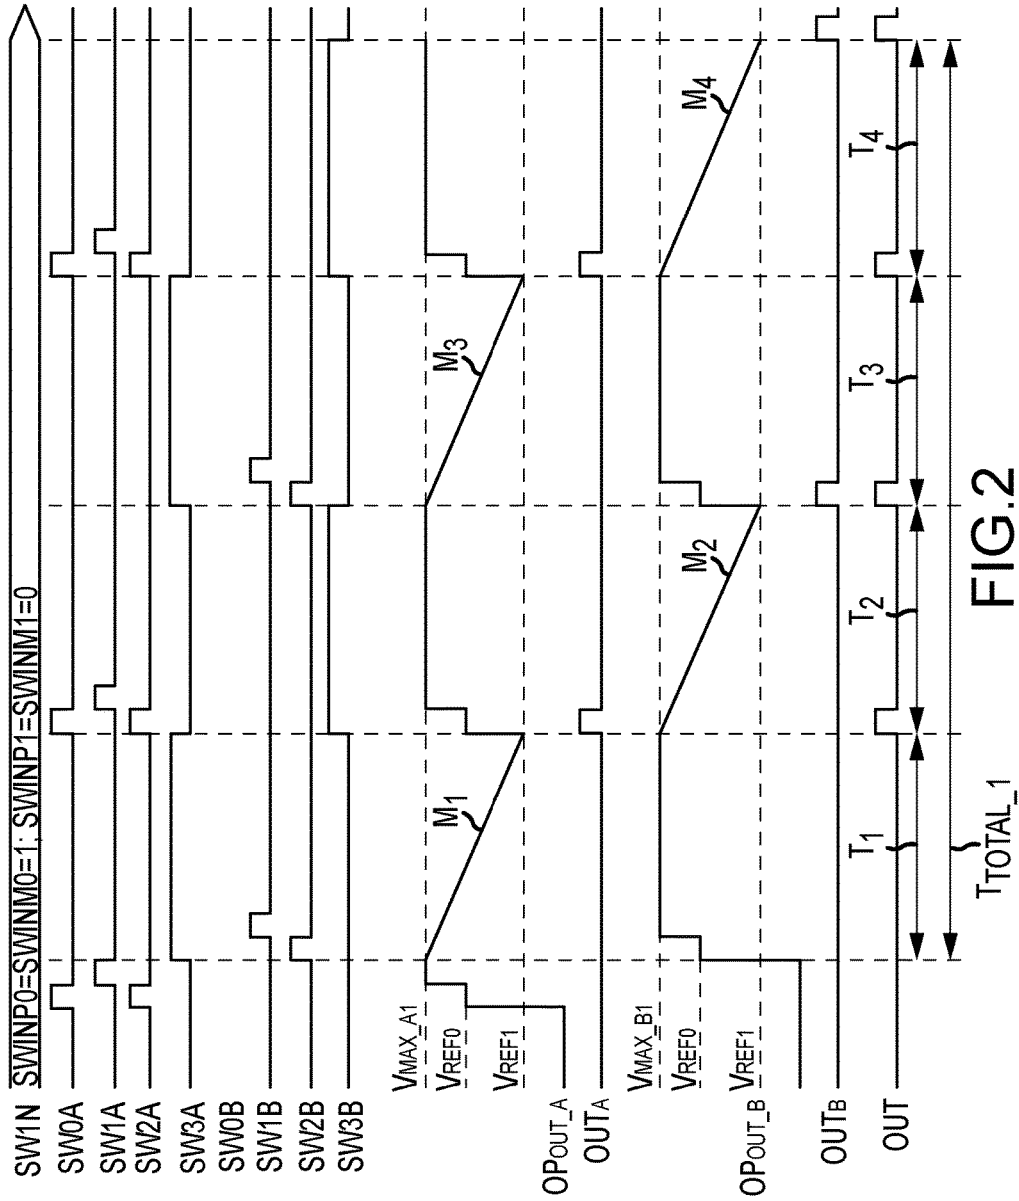 SW1N SWINP0=SWINM0=1; SWINP1=SWINM1=0
SW0A
SW1A
SW2A
SW3A
SW0B
SW1B
SW2B
SW3B
VMAX_A1
VREF0
VREF1
M1 M3
OPOUT_A
OUTA
VMAX_B1
VREF0
VREF1
M2 M4
OPOUT_B
OUTB
OUT
T1 T2 T3 T4
TTOTAL_1
FIG.2